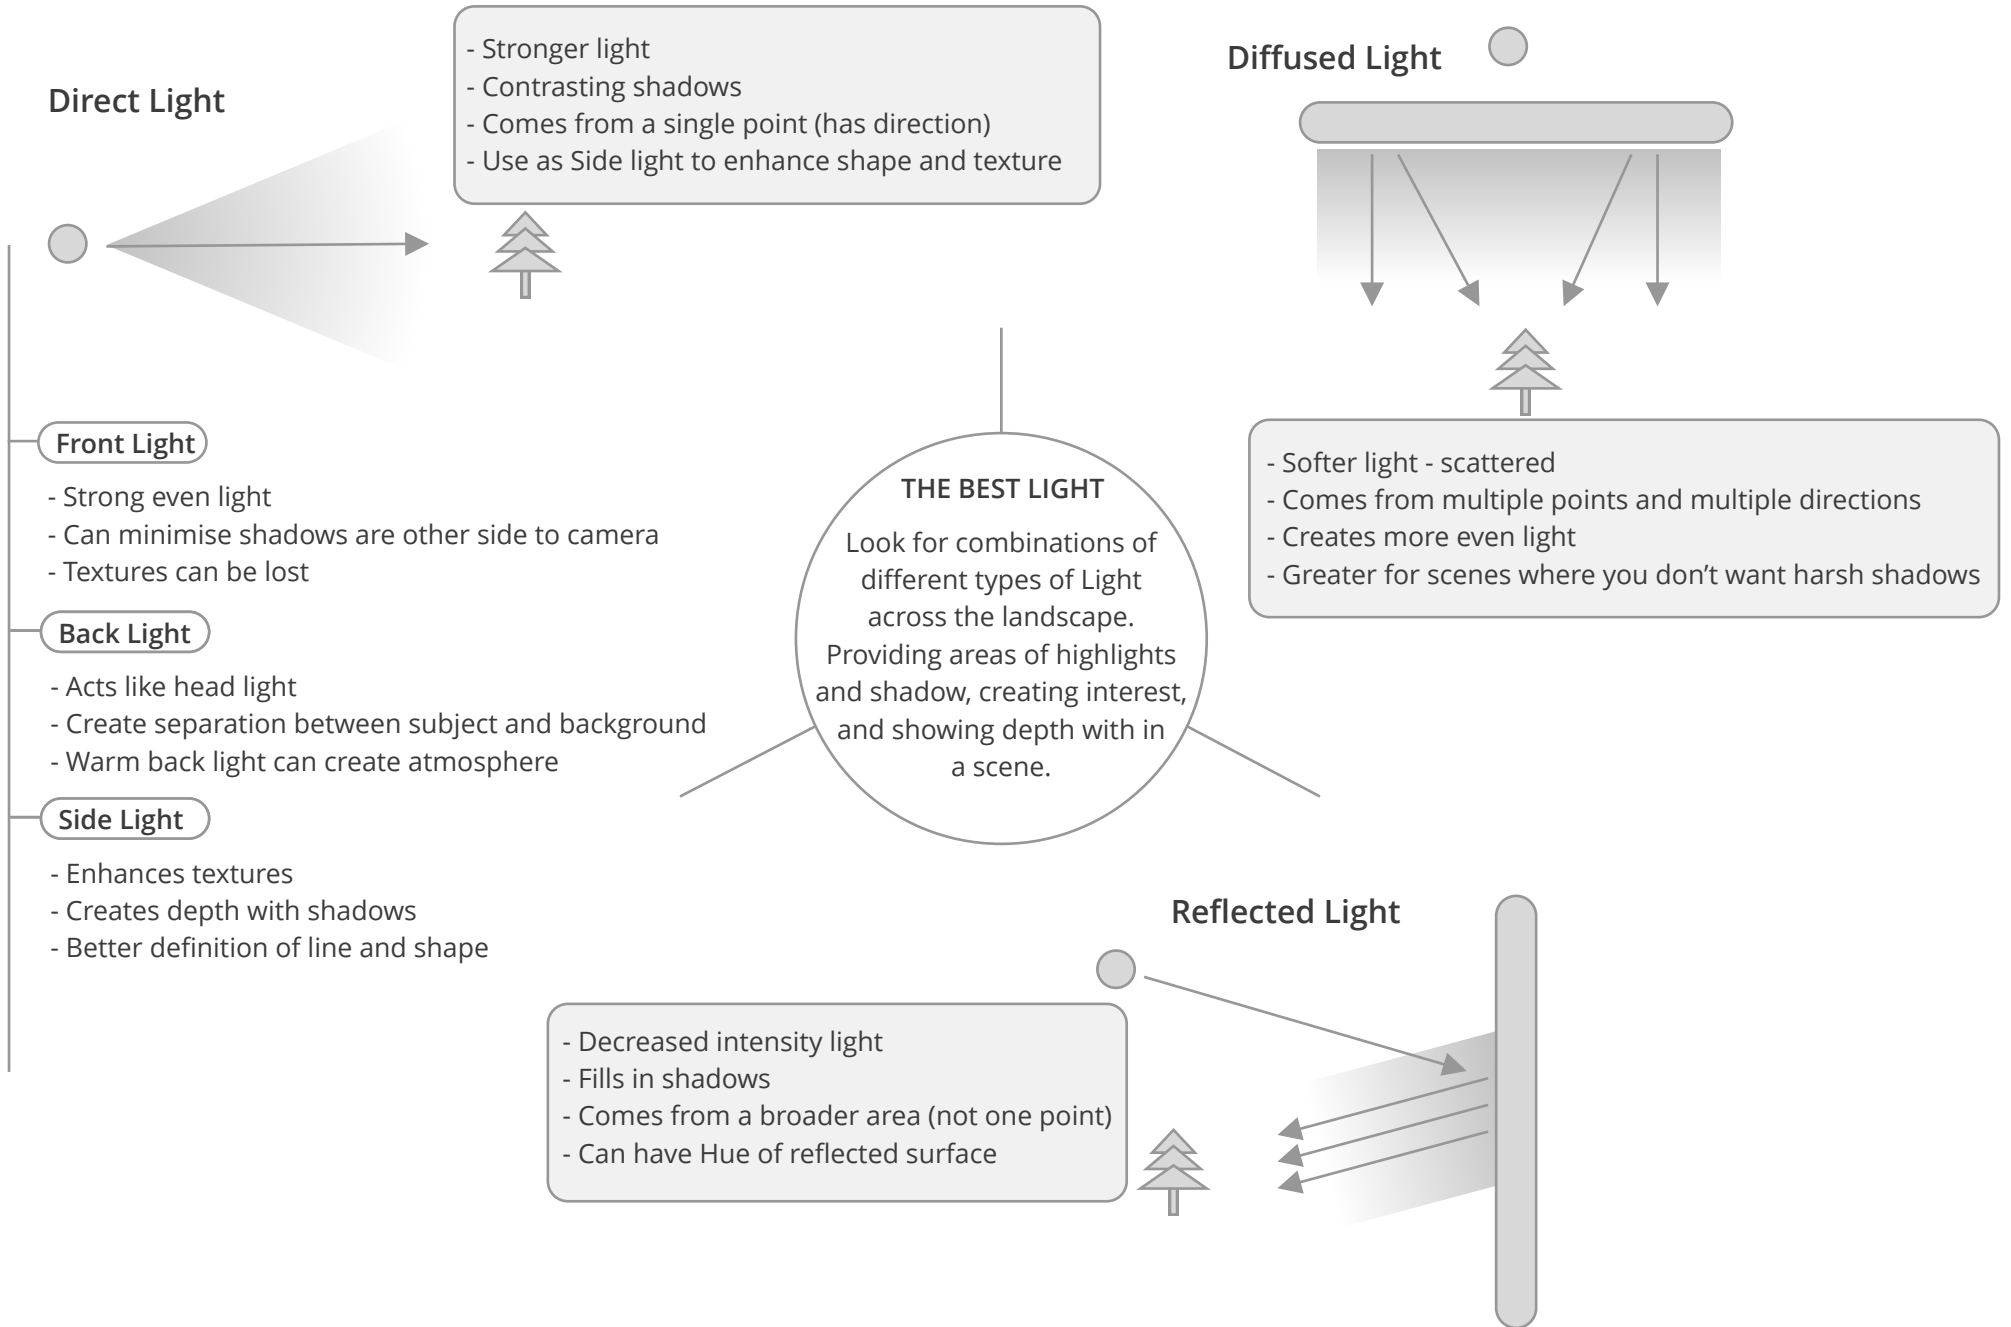 Direct Light
- Stronger light
- Contrasting shadows
- Comes from a single point (has direction)
- Use as Side light to enhance shape and texture
Front Light
- Strong even light
- Can minimise shadows are other side to camera
- Textures can be lost
Back Light
- Acts like head light
- Create separation between subject and background
- Warm back light can create atmosphere
Side Light
- Enhances textures
- Creates depth with shadows
- Better definition of line and shape
THE BEST LIGHT
Look for combinations of
different types of Light
across the landscape.
Providing areas of highlights
and shadow, creating interest,
and showing depth with in
a scene.
Diffused Light
- Softer light - scattered
- Comes from multiple points and multiple directions
- Creates more even light
- Greater for scenes where you don’t want harsh shadows
Reflected Light
- Decreased intensity light
- Fills in shadows
- Comes from a broader area (not one point)
- Can have Hue of reflected surface